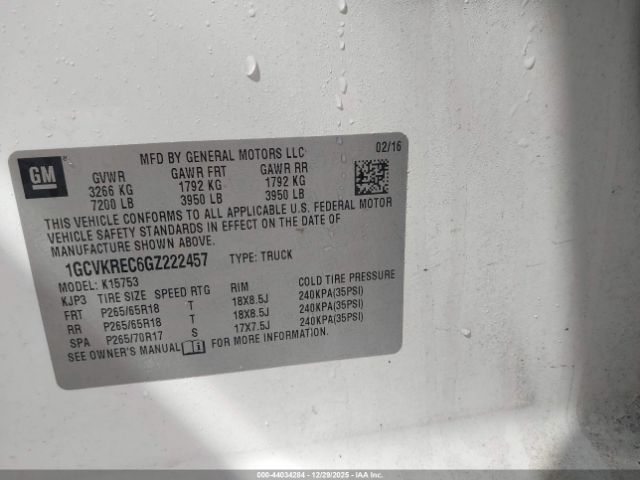 GM
MFD BY GENERAL MOTORS LLC 02/16
GVWR GAWR FRT GAWR RR
3266 KG 1792 KG 1792 KG
7200 LB 3950 LB 3950 LB
THIS VEHICLE CONFORMS TO ALL APPLICABLE U.S. FEDERAL MOTOR
VEHICLE SAFETY STANDARDS IN EFFECT ON THE DATE OF
MANUFACTURE SHOWN ABOVE.
1GCVKREC6GZ222457 TYPE: TRUCK
MODEL: K15753
KJP3 TIRE SIZE SPEED RTG RIM COLD TIRE PRESSURE
FRT P265/65R18 T 18X8.5J 240KPA(35PSI)
RR P265/65R18 T 18X8.5J 240KPA(35PSI)
SPA P265/70R17 S 17X7.5J 240KPA(35PSI)
SEE OWNER'S MANUAL FOR MORE INFORMATION.
000-44034284 - 12/29/2025 - IAAI.COM